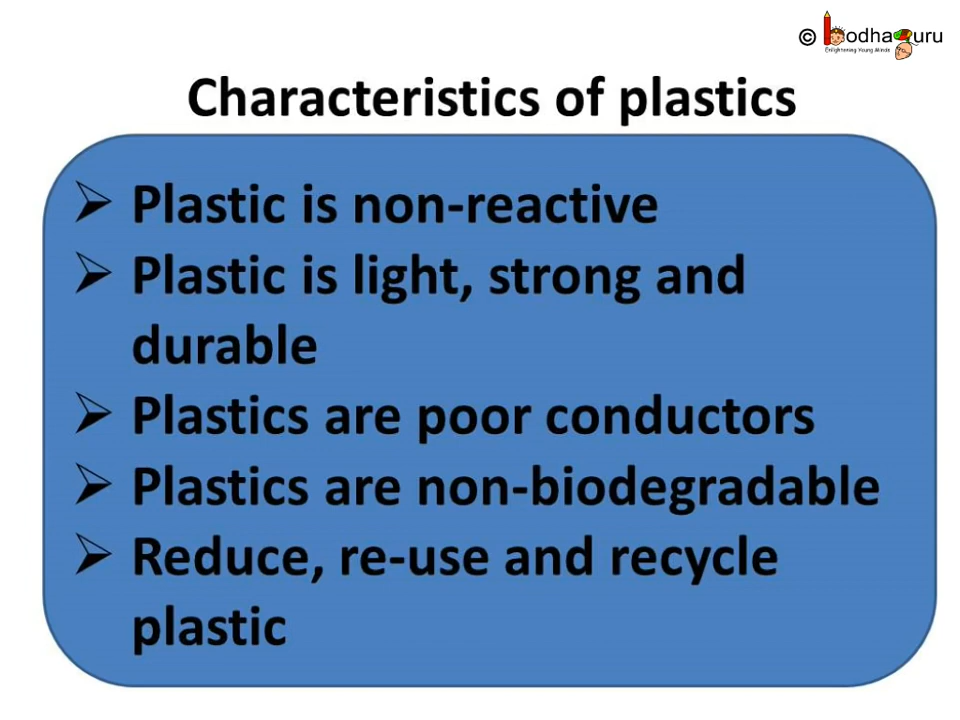 © BodhaGuru
Enlightening Young Minds
Characteristics of plastics
➢ Plastic is non-reactive
➢ Plastic is light, strong and
durable
➢ Plastics are poor conductors
➢ Plastics are non-biodegradable
➢ Reduce, re-use and recycle
plastic